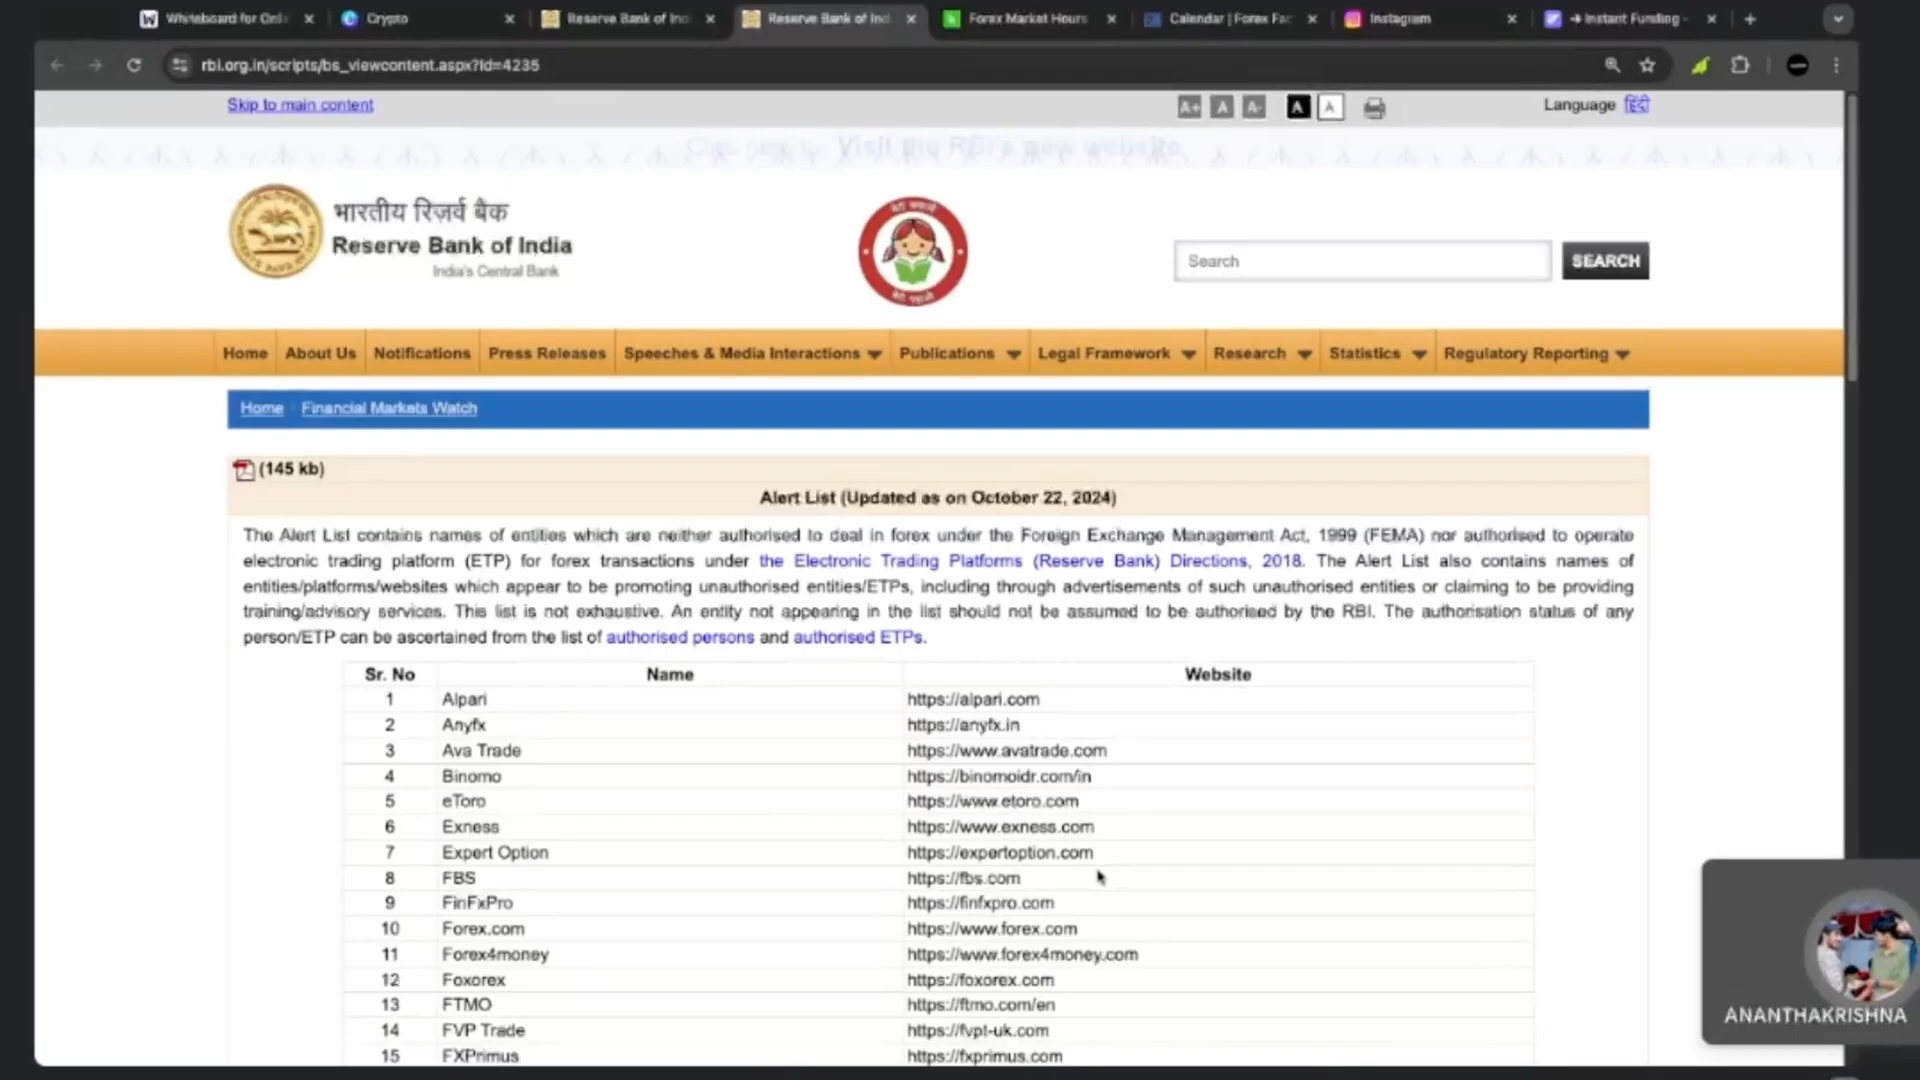 Whiteboard for Onl
Crypto
Reserve Bank of Ind
Reserve Bank of Ind
Forex Market Hours
Calendar | Forex Fac
Instagram
Instant Funding -
rbi.org.in/scripts/bs_viewcontent.aspx?Id=4235
Skip to main content
A+ A A- A A
Language हिंदी
Visit the RBI's new website
भारतीय रिज़र्व बैंक
Reserve Bank of India
India's Central Bank
Search
SEARCH
Home About Us Notifications Press Releases Speeches & Media Interactions Publications Legal Framework Research Statistics Regulatory Reporting
Home Financial Markets Watch
(145 kb)
Alert List (Updated as on October 22, 2024)
The Alert List contains names of entities which are neither authorised to deal in forex under the Foreign Exchange Management Act, 1999 (FEMA) nor authorised to operate
electronic trading platform (ETP) for forex transactions under the Electronic Trading Platforms (Reserve Bank) Directions, 2018. The Alert List also contains names of
entities/platforms/websites which appear to be promoting unauthorised entities/ETPs, including through advertisements of such unauthorised entities or claiming to be providing
training/advisory services. This list is not exhaustive. An entity not appearing in the list should not be assumed to be authorised by the RBI. The authorisation status of any
person/ETP can be ascertained from the list of authorised persons and authorised ETPs.
Sr. No Name Website
1 Alpari https://alpari.com
2 Anyfx https://anyfx.in
3 Ava Trade https://www.avatrade.com
4 Binomo https://binomoidr.com/in
5 eToro https://www.etoro.com
6 Exness https://www.exness.com
7 Expert Option https://expertoption.com
8 FBS https://fbs.com
9 FinFxPro https://finfxpro.com
10 Forex.com https://www.forex.com
11 Forex4money https://www.forex4money.com
12 Foxorex https://foxorex.com
13 FTMO https://ftmo.com/en
14 FVP Trade https://fvpt-uk.com
15 FXPrimus https://fxprimus.com
ANANTHAKRISHNA